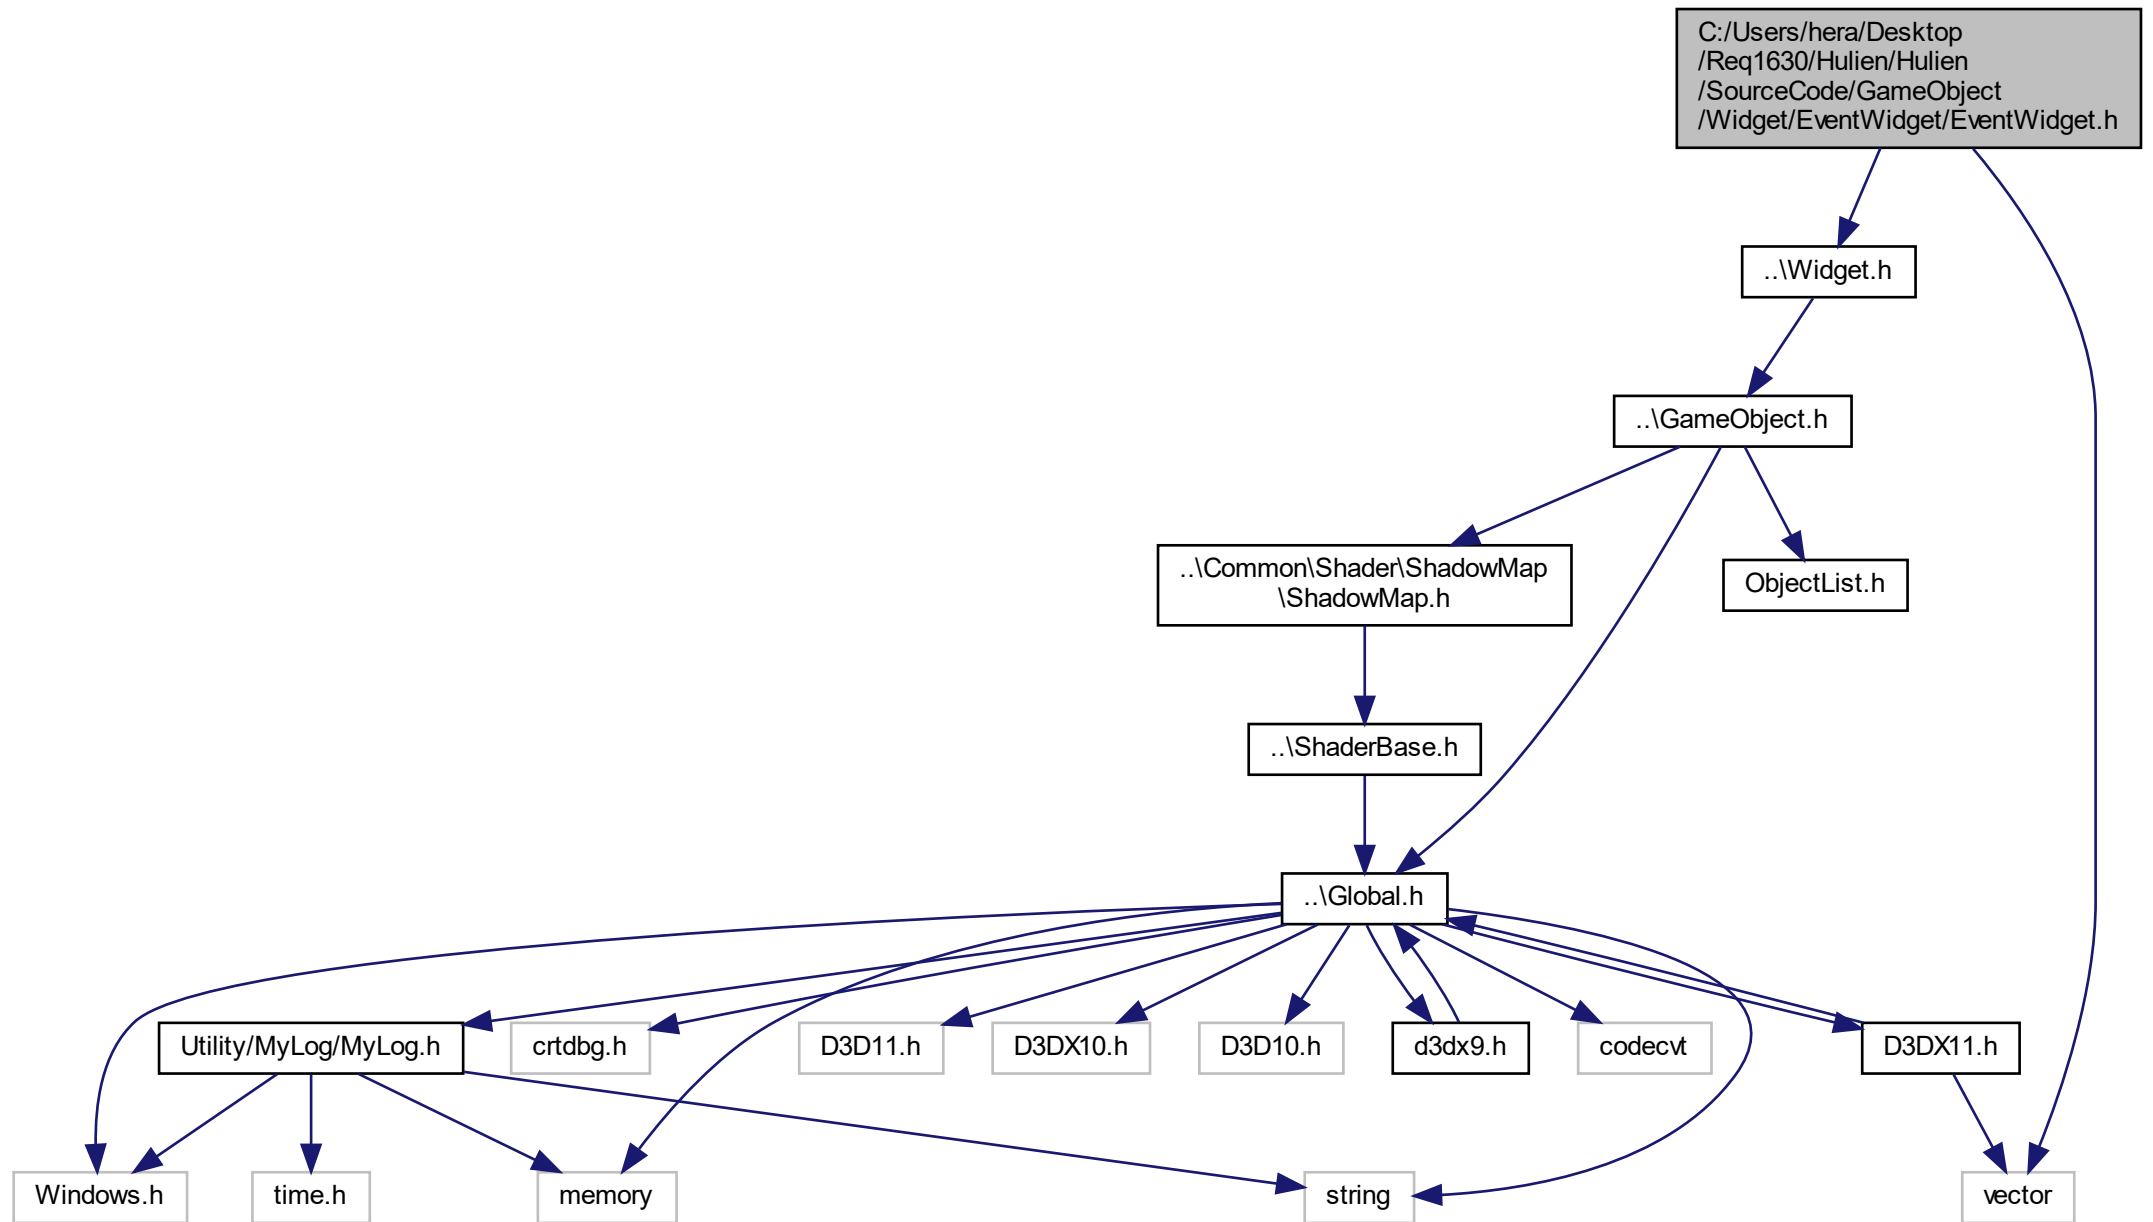 C:/Users/hera/Desktop
/Req1630/Hulien/Hulien
/SourceCode/GameObject
/Widget/EventWidget/EventWidget.h
..\Widget.h
..\GameObject.h
..\Common\Shader\ShadowMap
\ShadowMap.h
ObjectList.h
..\ShaderBase.h
..\Global.h
Utility/MyLog/MyLog.h
crtdbg.h
D3D11.h
D3DX10.h
D3D10.h
d3dx9.h
codecvt
D3DX11.h
Windows.h
time.h
memory
string
vector